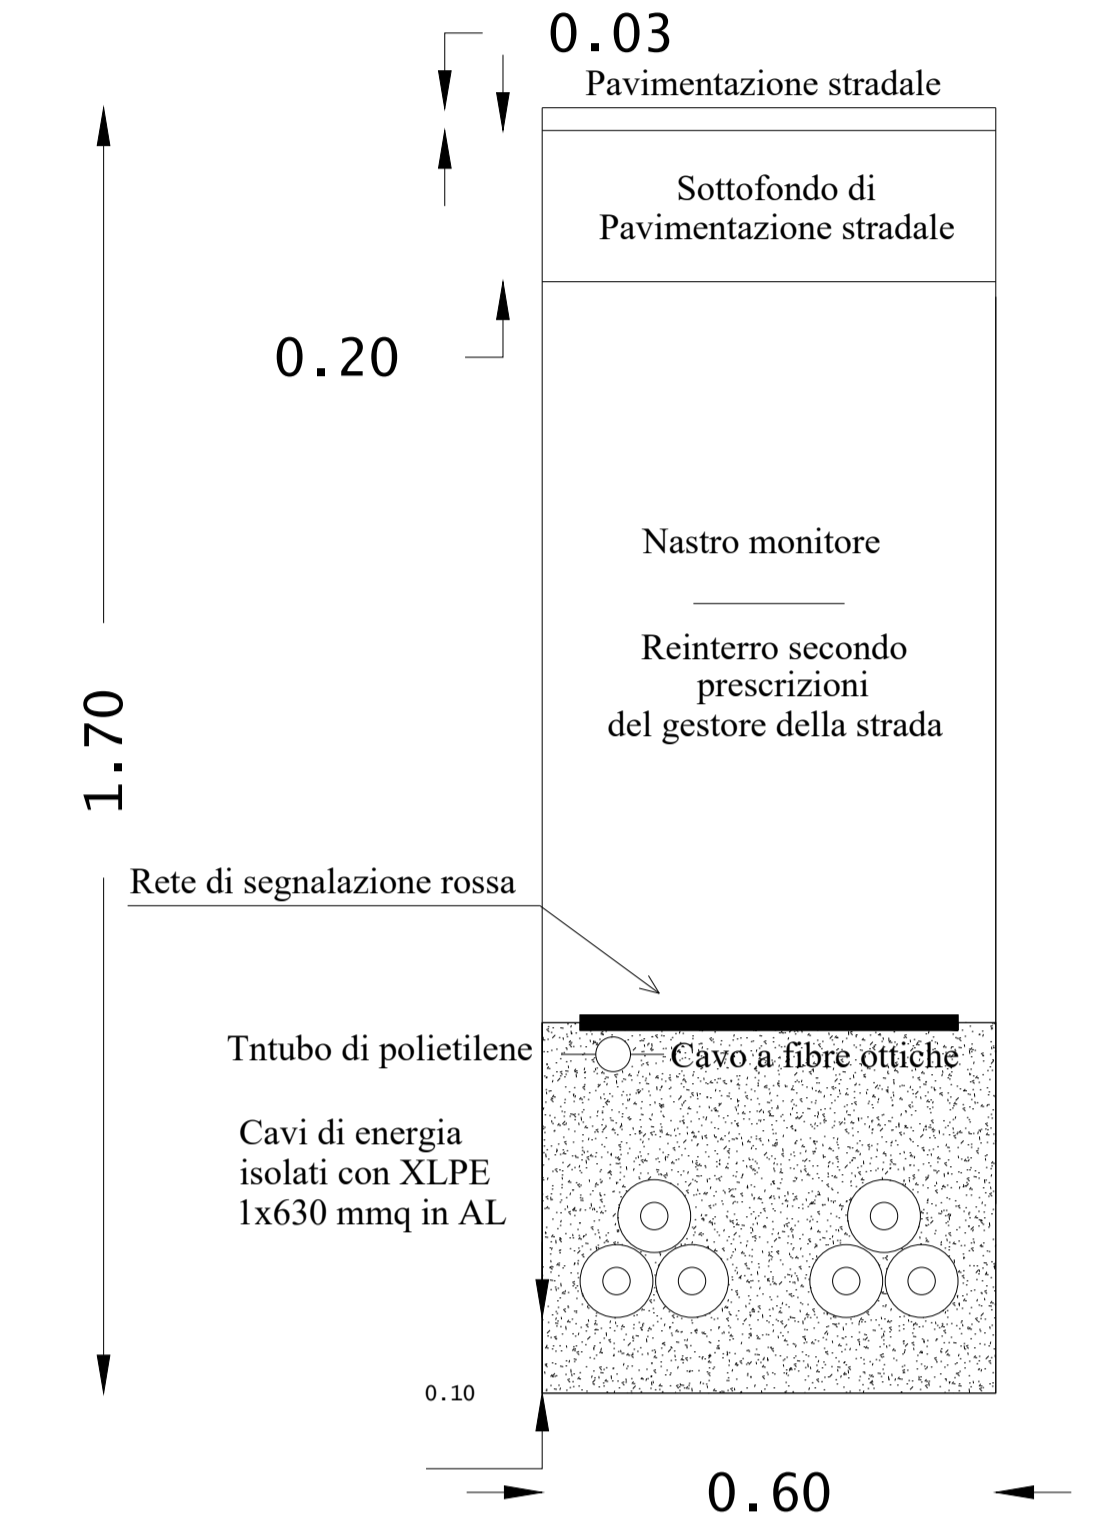 0.03
Pavimentazione stradale
Sottofondo di
Pavimentazione stradale
0.20
Nastro monitore
Reinterro secondo
prescrizioni
del gestore della strada
1.70
Rete di segnalazione rossa
Tntubo di polietilene
Cavo a fibre ottiche
Cavi di energia
isolati con XLPE
1x630 mmq in AL
0.10
0.60